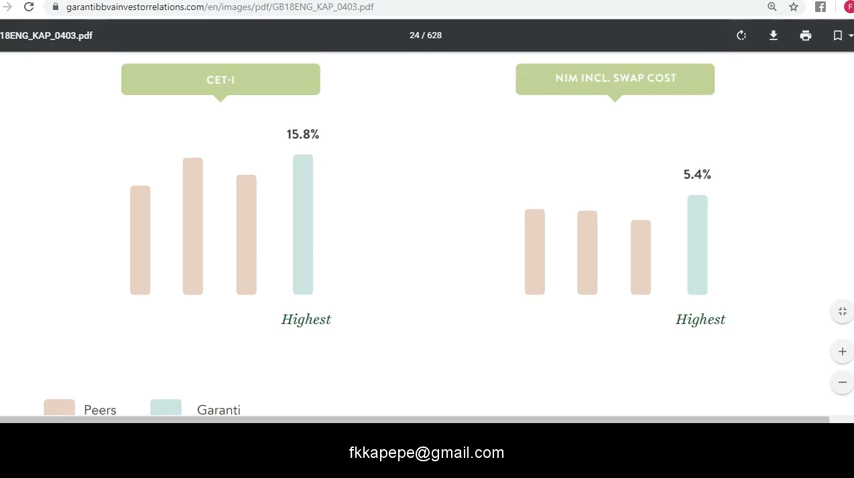 garantibbvainvestorrelations.com/en/images/pdf/GB18ENG_KAP_0403.pdf
18ENG_KAP_0403.pdf
24 / 628
CET-I
NIM INCL. SWAP COST
15.8%
5.4%
Highest
Highest
Peers
Garanti
fkkapepe@gmail.com